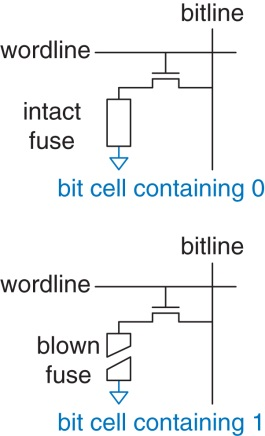 bitline
wordline
intact
fuse
bit cell containing 0
bitline
wordline
blown
fuse
bit cell containing 1